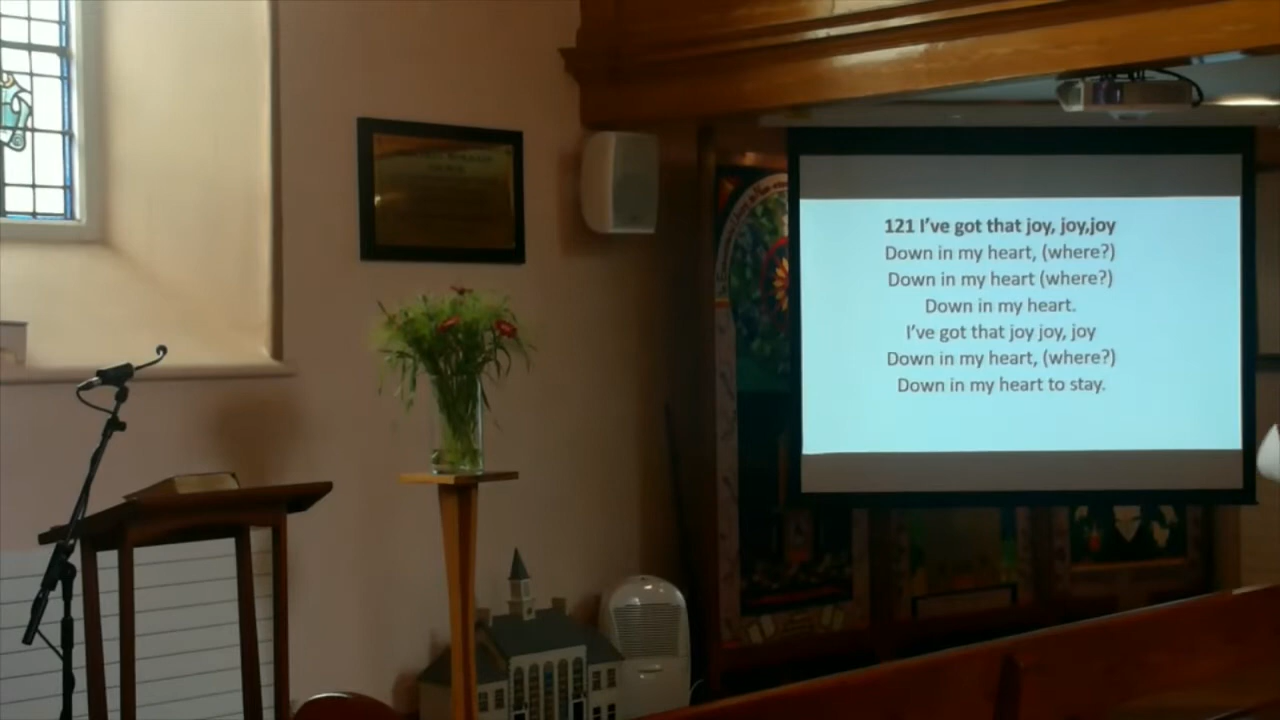 121 I've got that joy, joy,joy
Down in my heart, (where?)
Down in my heart (where?)
Down in my heart.
I've got that joy joy, joy
Down in my heart, (where?)
Down in my heart to stay.